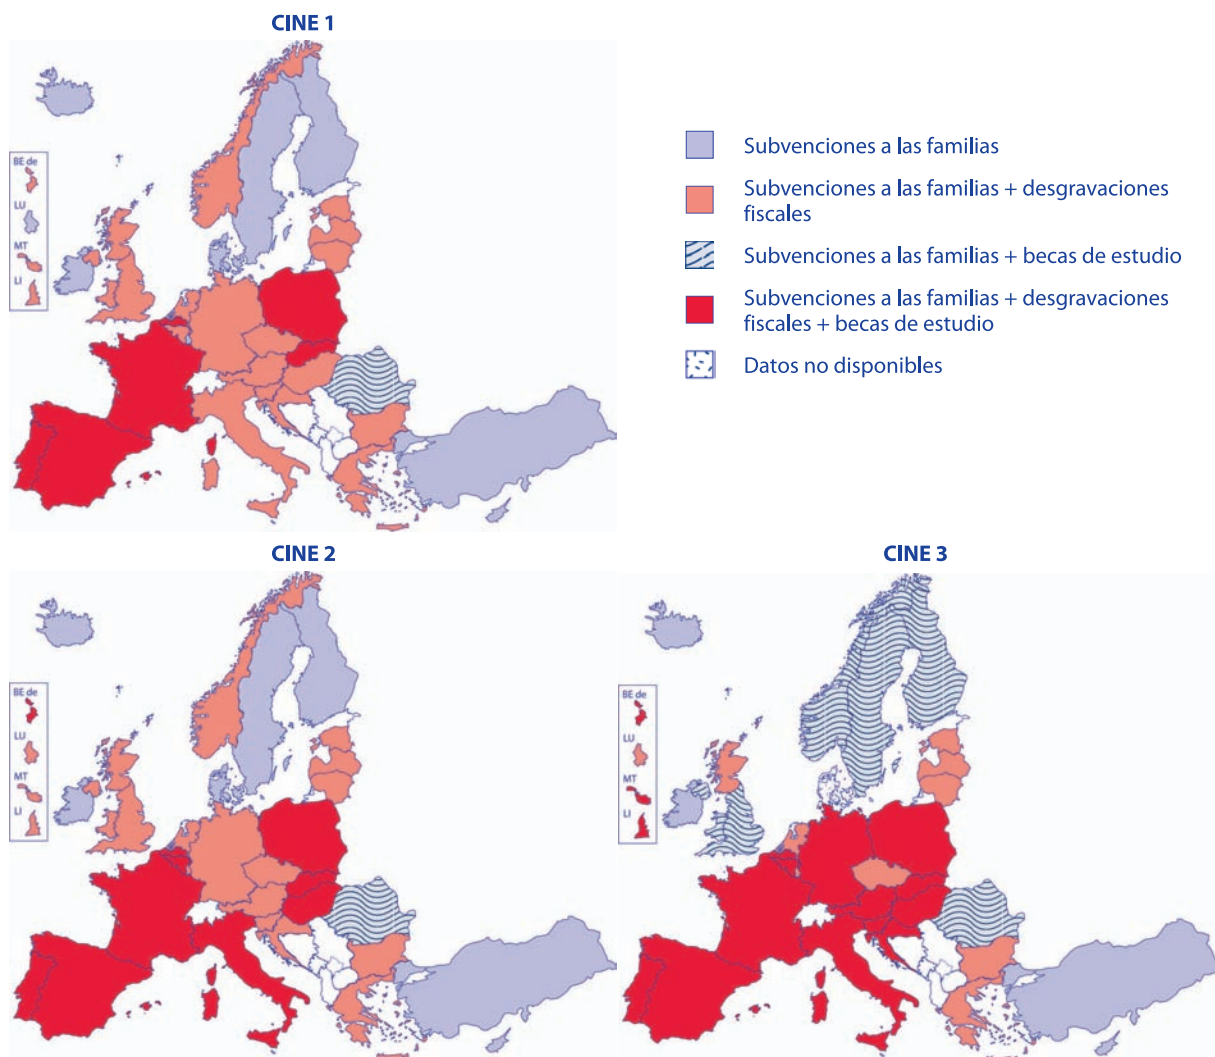 CINE 1
BE de
LU
MT
LI
Subvenciones a las familias
Subvenciones a las familias + desgravaciones
fiscales
Subvenciones a las familias + becas de estudio
Subvenciones a las familias + desgravaciones
fiscales + becas de estudio
Datos no disponibles
CINE 2
BE de
LU
MT
LI
CINE 3
BE de
LU
MT
LI